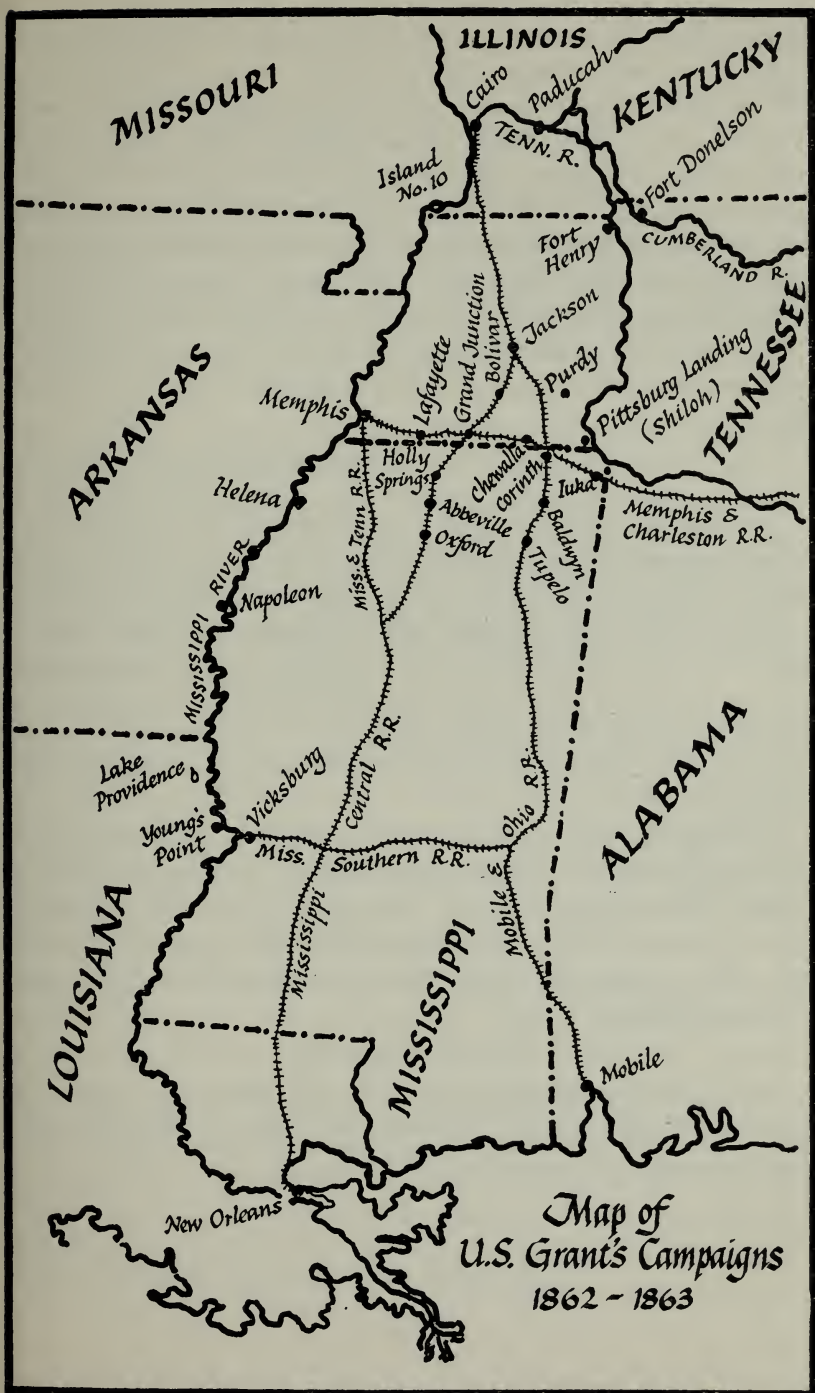 ILLINOIS
MISSOURI
Cairo
Paducah
KENTUCKY
TENN. R.
Island
No. 10
Fort Donelson
Fort
Henry
CUMBERLAND R.
TENNESSEE
Jackson
Grand Junction
Bolivar
Lafayette
Purdy
Pittsburg Landing
(Shiloh)
Memphis
ARKANSAS
Holly
Springs
Chewalla
Corinth
Iuka
Memphis &
Charleston R.R.
Helena
Miss. & Tenn R.R.
Abbeville
Oxford
Baldwyn
Tupelo
MISSISSIPPI RIVER
Napoleon
Lake
Providence
Young's
Point
Vicksburg
Mississippi Central R.R.
Miss. Southern R.R.
Mobile & Ohio R.R.
ALABAMA
LOUISIANA
MISSISSIPPI
Mobile
New Orleans
Map of
U.S. Grant's Campaigns
1862 - 1863